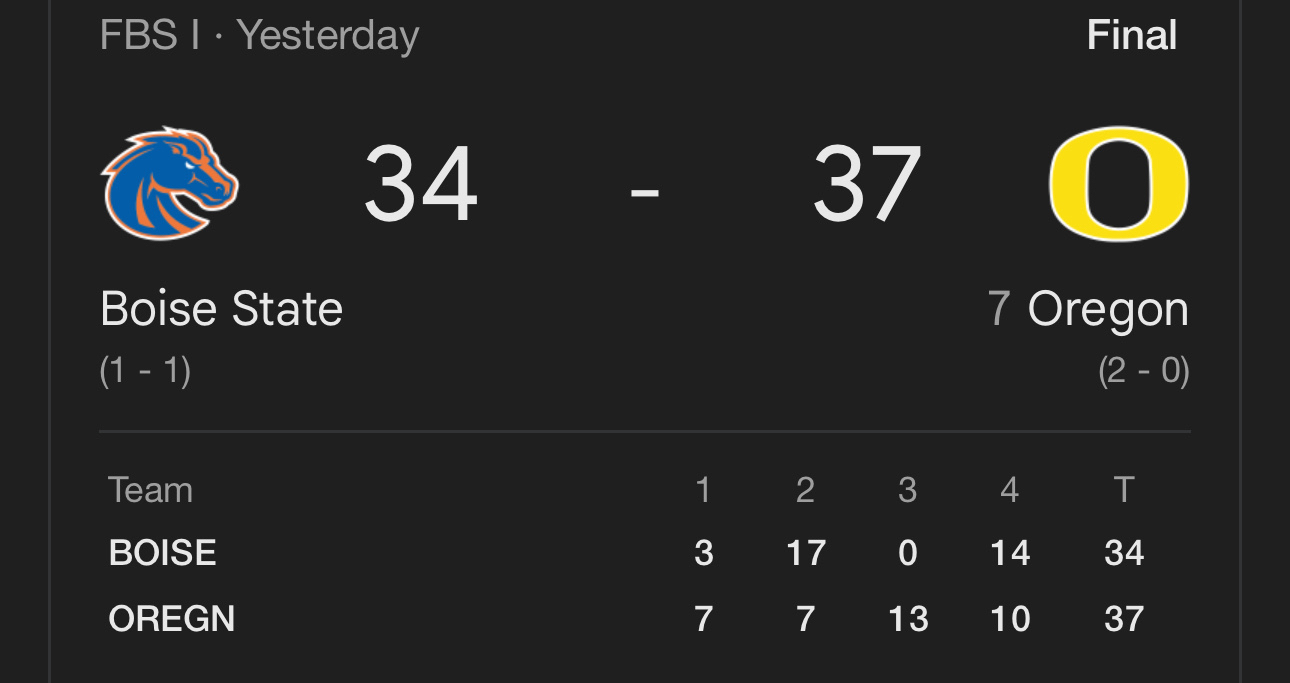 FBS I · Yesterday Final
34 - 37
Boise State 7 Oregon
(1 - 1) (2 - 0)
Team 1 2 3 4 T
BOISE 3 17 0 14 34
OREGN 7 7 13 10 37